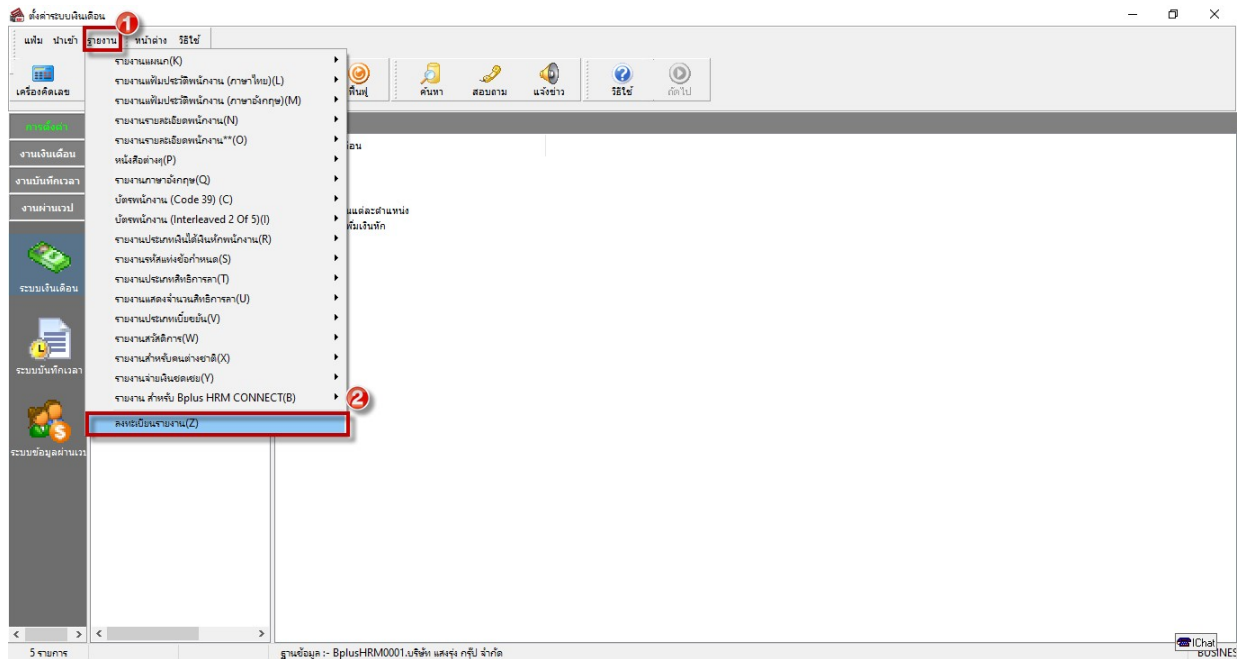 ตั้งค่าระบบเงินเดือน
1
แฟ้ม นำเข้า รายงาน หน้าต่าง วิธีใช้
เครื่องคิดเลข ฟื้นฟู ค้นหา สอบถาม แจ้งข่าว วิธีใช้ ถัดไป
รายงานแผนก(K)
รายงานแฟ้มประวัติพนักงาน (ภาษาไทย)(L)
รายงานแฟ้มประวัติพนักงาน (ภาษาอังกฤษ)(M)
รายงานรายละเอียดพนักงาน(N)
รายงานรายละเอียดพนักงาน**(O)
หนังสือต่างๆ(P)
รายงานภาษาอังกฤษ(Q)
บัตรพนักงาน (Code 39) (C)
บัตรพนักงาน (Interleaved 2 Of 5)(I)
รายงานประเภทเงินได้เงินหักพนักงาน(R)
รายงานรหัสแห่งข้อกำหนด(S)
รายงานประเภทสิทธิการลา(T)
รายงานแสดงจำนวนสิทธิการลา(U)
รายงานประเภทเบี้ยขยัน(V)
รายงานสวัสดิการ(W)
รายงานสำหรับคนต่างชาติ(X)
รายงานจ่ายเงินชดเชย(Y)
รายงาน สำหรับ Bplus HRM CONNECT(B)
2
ลงทะเบียนรายงาน(Z)
การตั้งค่า
งานเงินเดือน
งานบันทึกเวลา
งานผ่านเวป
ระบบเงินเดือน
ระบบบันทึกเวลา
ระบบข้อมูลผ่านเวป
อน
นแต่ละตำแหน่ง
พิ่มเงินหัก
IChat
5 รายการ ฐานข้อมูล :- BplusHRM0001.บริษัท แสงรุ่ง กรุ๊ป จำกัด BUSINES